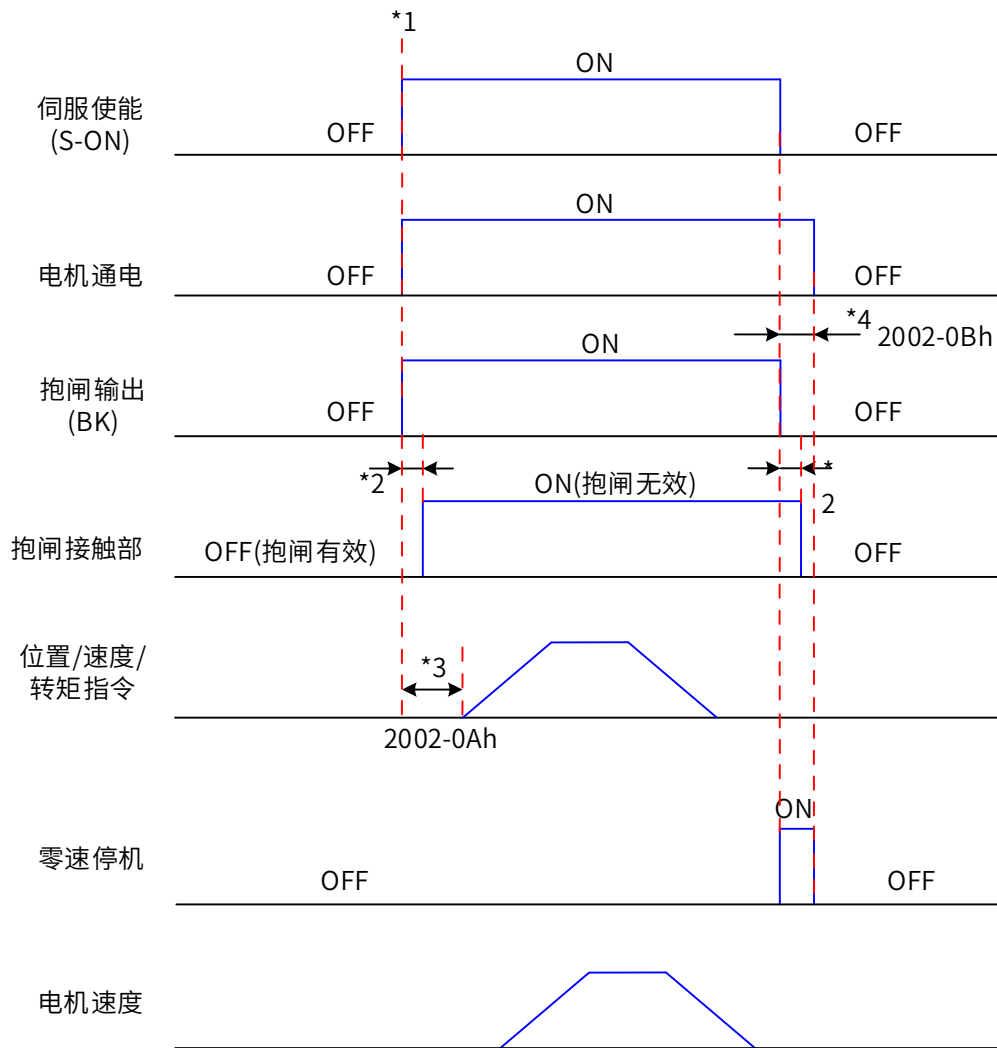 *1
ON
伺服使能
(S-ON)
OFF
OFF
ON
电机通电
OFF
OFF
*4
2002-0Bh
ON
抱闸输出
(BK)
OFF
OFF
*2
*
2
ON(抱闸无效)
抱闸接触部
OFF(抱闸有效)
OFF
位置/速度/
转矩指令
*3
2002-0Ah
ON
零速停机
OFF
OFF
电机速度